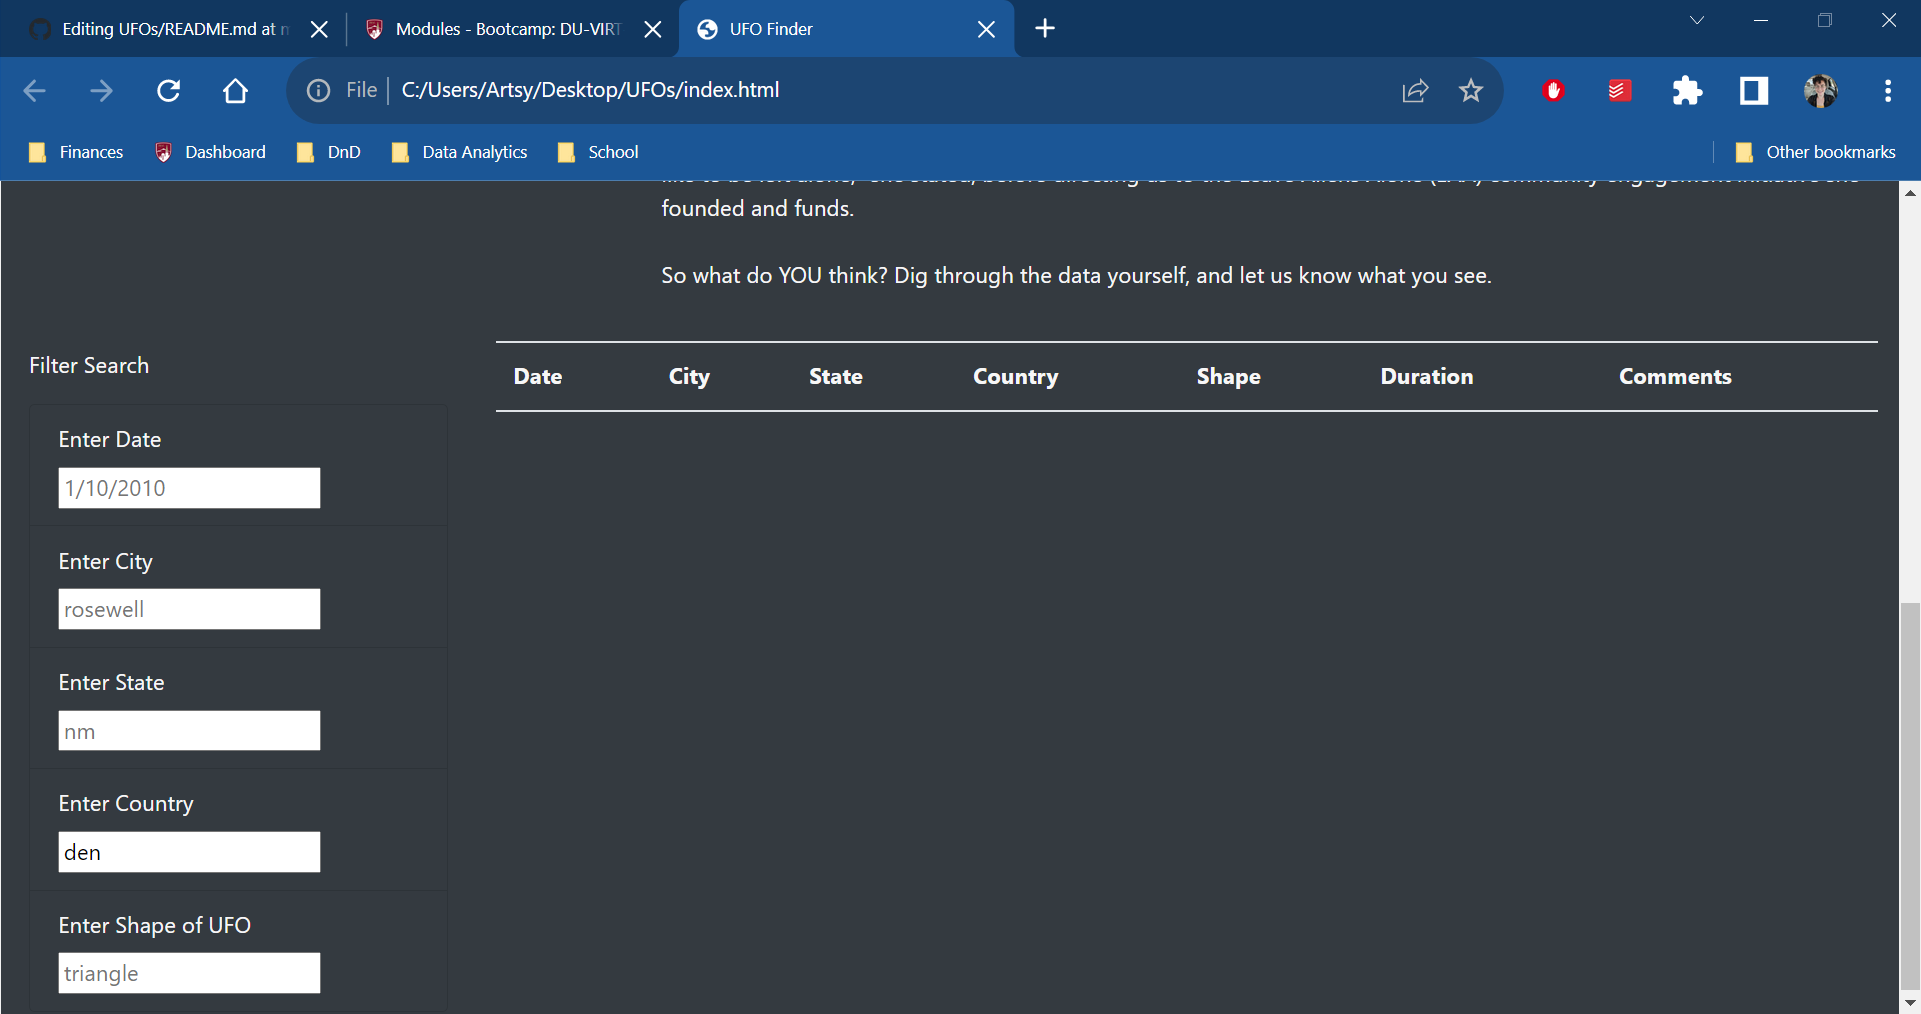 Editing UFOs/README.md at m
Modules - Bootcamp: DU-VIRT
UFO Finder
File
C:/Users/Artsy/Desktop/UFOs/index.html
Finances
Dashboard
DnD
Data Analytics
School
Other bookmarks
founded and funds.
So what do YOU think? Dig through the data yourself, and let us know what you see.
Filter Search
Date City State Country Shape Duration Comments
Enter Date
1/10/2010
Enter City
rosewell
Enter State
nm
Enter Country
den
Enter Shape of UFO
triangle